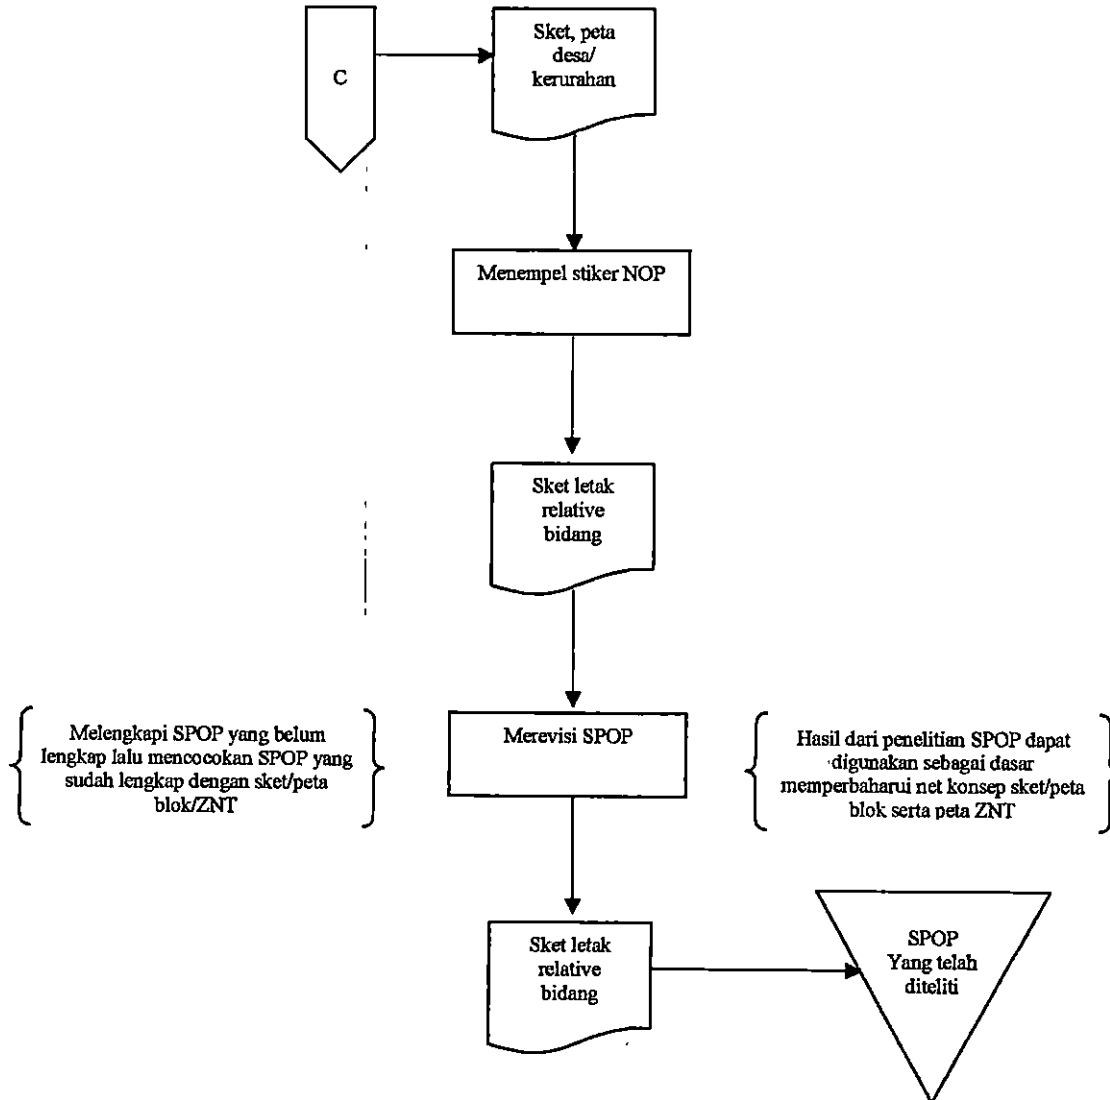 C
Sket, peta
desa/
kerurahan
Menempel stiker NOP
Sket letak
relative
bidang
Melengkapi SPOP yang belum
lengkap lalu mencocokan SPOP yang
sudah lengkap dengan sket/peta
blok/ZNT
Merevisi SPOP
Hasil dari penelitian SPOP dapat
digunakan sebagai dasar
memperbaharui net konsep sket/peta
blok serta peta ZNT
Sket letak
relative
bidang
SPOP
Yang telah
diteliti